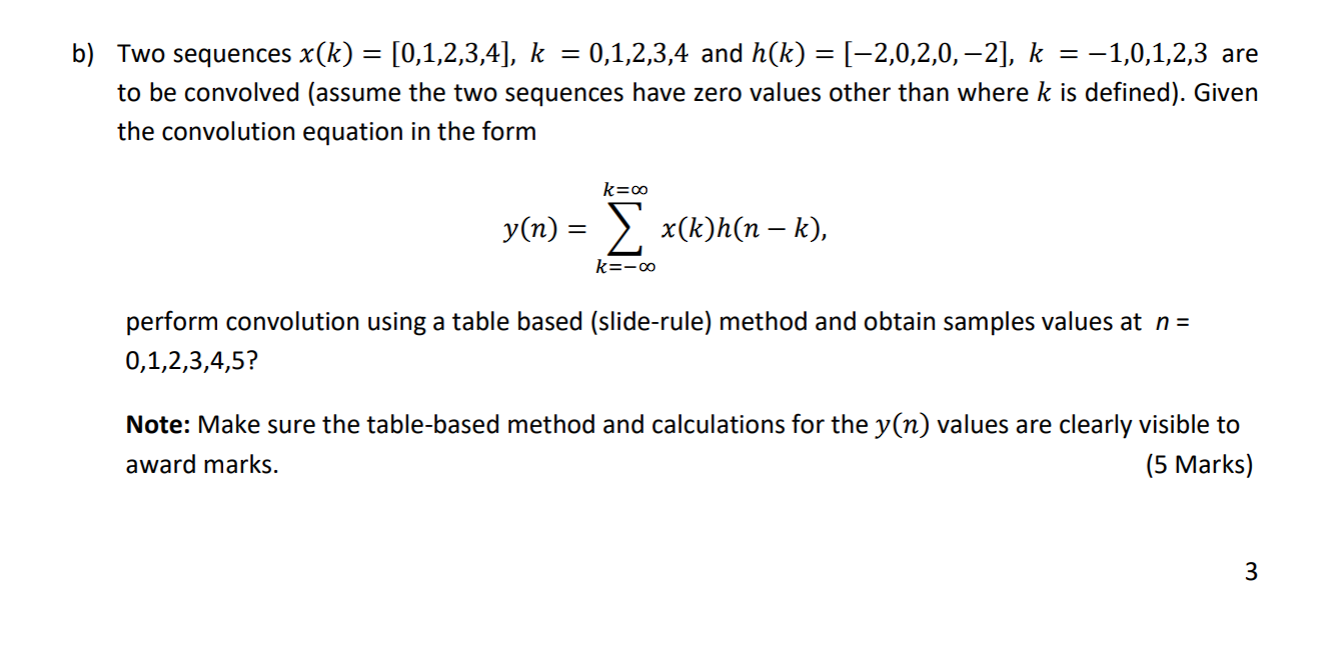 b) Two sequences x(k) = [0,1,2,3,4], k = 0,1,2,3,4 and h(k) = [−2,0,2,0,−2], k = −1,0,1,2,3 are
to be convolved (assume the two sequences have zero values other than where k is defined). Given
the convolution equation in the form
k=∞
y(n) = ∑ x(k)h(n − k),
k=−∞
perform convolution using a table based (slide-rule) method and obtain samples values at n =
0,1,2,3,4,5?
Note: Make sure the table-based method and calculations for the y(n) values are clearly visible to
award marks. (5 Marks)
3